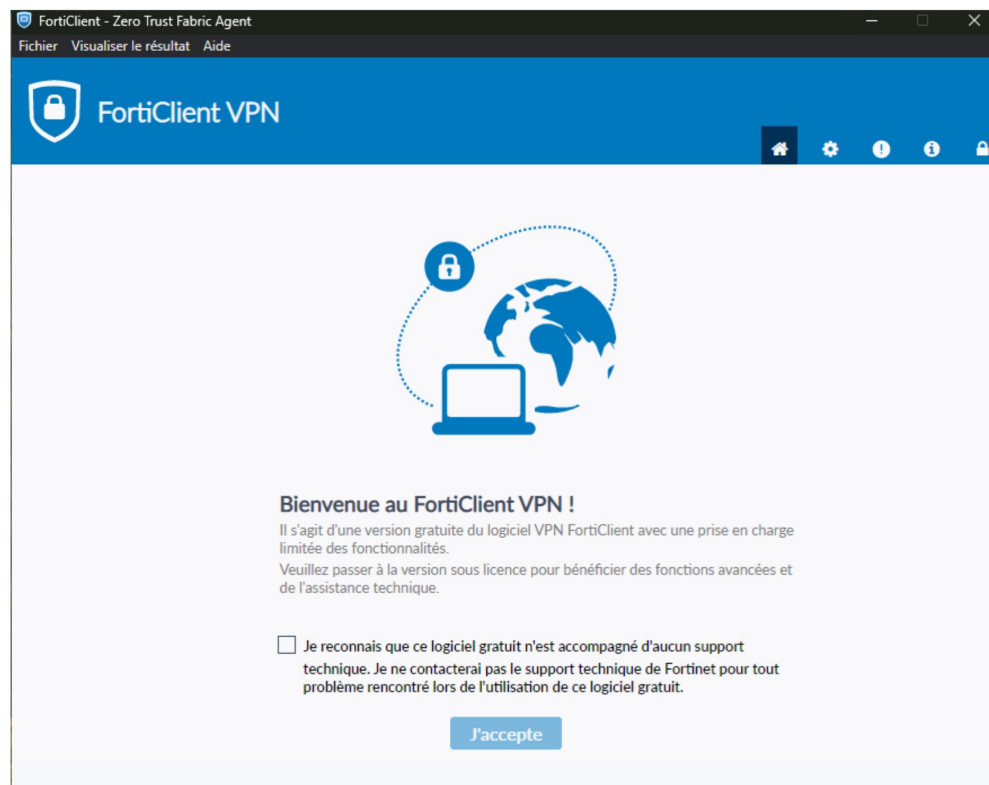 FortiClient - Zero Trust Fabric Agent
Fichier Visualiser le résultat Aide
FortiClient VPN
Bienvenue au FortiClient VPN !
Il s'agit d'une version gratuite du logiciel VPN FortiClient avec une prise en charge
limitée des fonctionnalités.
Veuillez passer à la version sous licence pour bénéficier des fonctions avancées et
de l'assistance technique.
Je reconnais que ce logiciel gratuit n'est accompagné d'aucun support
technique. Je ne contacterai pas le support technique de Fortinet pour tout
problème rencontré lors de l'utilisation de ce logiciel gratuit.
J'accepte